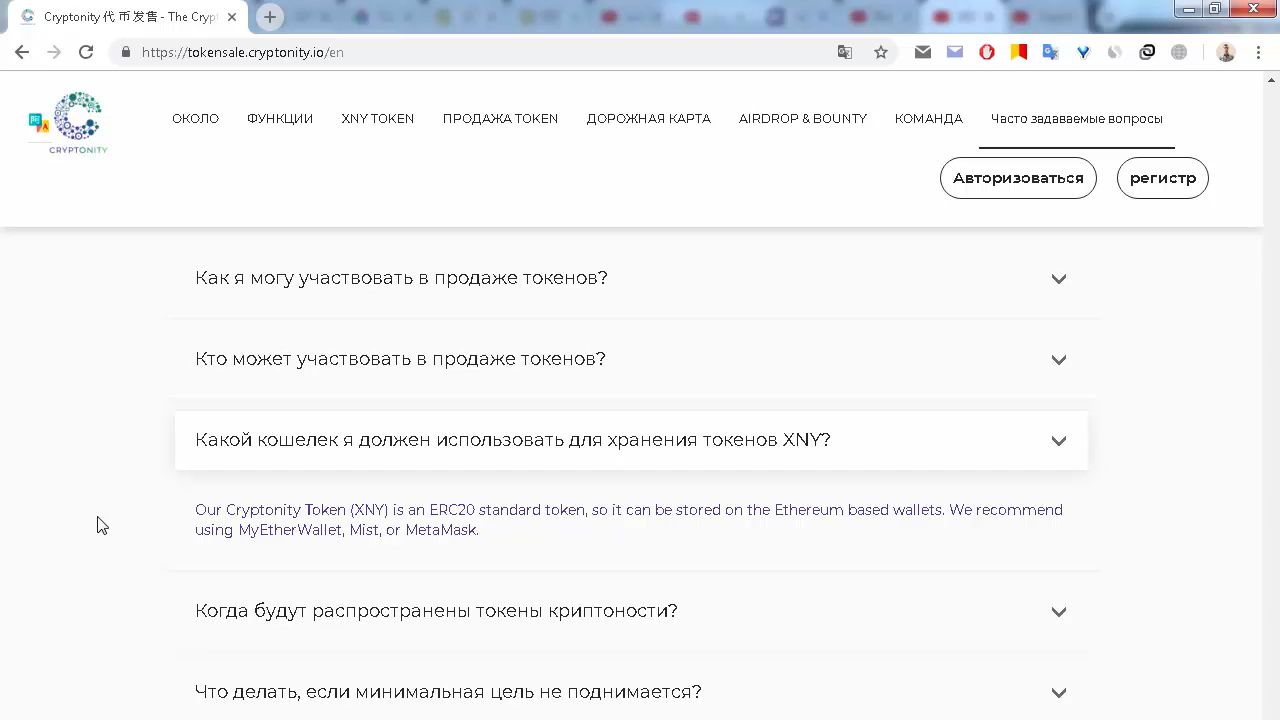 Cryptonity 代 币 发售 - The Crypt
https://tokensale.cryptonity.io/en
CRYPTONITY
ОКОЛО
ФУНКЦИИ
XNY TOKEN
ПРОДАЖА TOKEN
ДОРОЖНАЯ КАРТА
AIRDROP & BOUNTY
КОМАНДА
Часто задаваемые вопросы
Авторизоваться
регистр
Как я могу участвовать в продаже токенов?
Кто может участвовать в продаже токенов?
Какой кошелек я должен использовать для хранения токенов XNY?
Our Cryptonity Token (XNY) is an ERC20 standard token, so it can be stored on the Ethereum based wallets. We recommend
using MyEtherWallet, Mist, or MetaMask.
Когда будут распространены токены криптоности?
Что делать, если минимальная цель не поднимается?